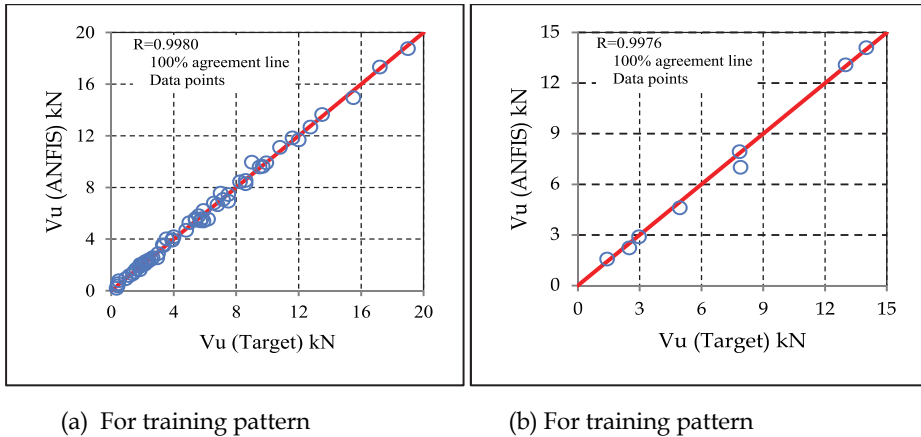 20
16
12
8
4
0
0 4 8 12 16 20
R=0.9980
100% agreement line
Data points
Vu (ANFIS) kN
Vu (Target) kN
15
12
9
6
3
0
0 3 6 9 12 15
R=0.9976
100% agreement line
Data points
Vu (ANFIS) kN
Vu (Target) kN
(a) For training pattern
(b) For training pattern